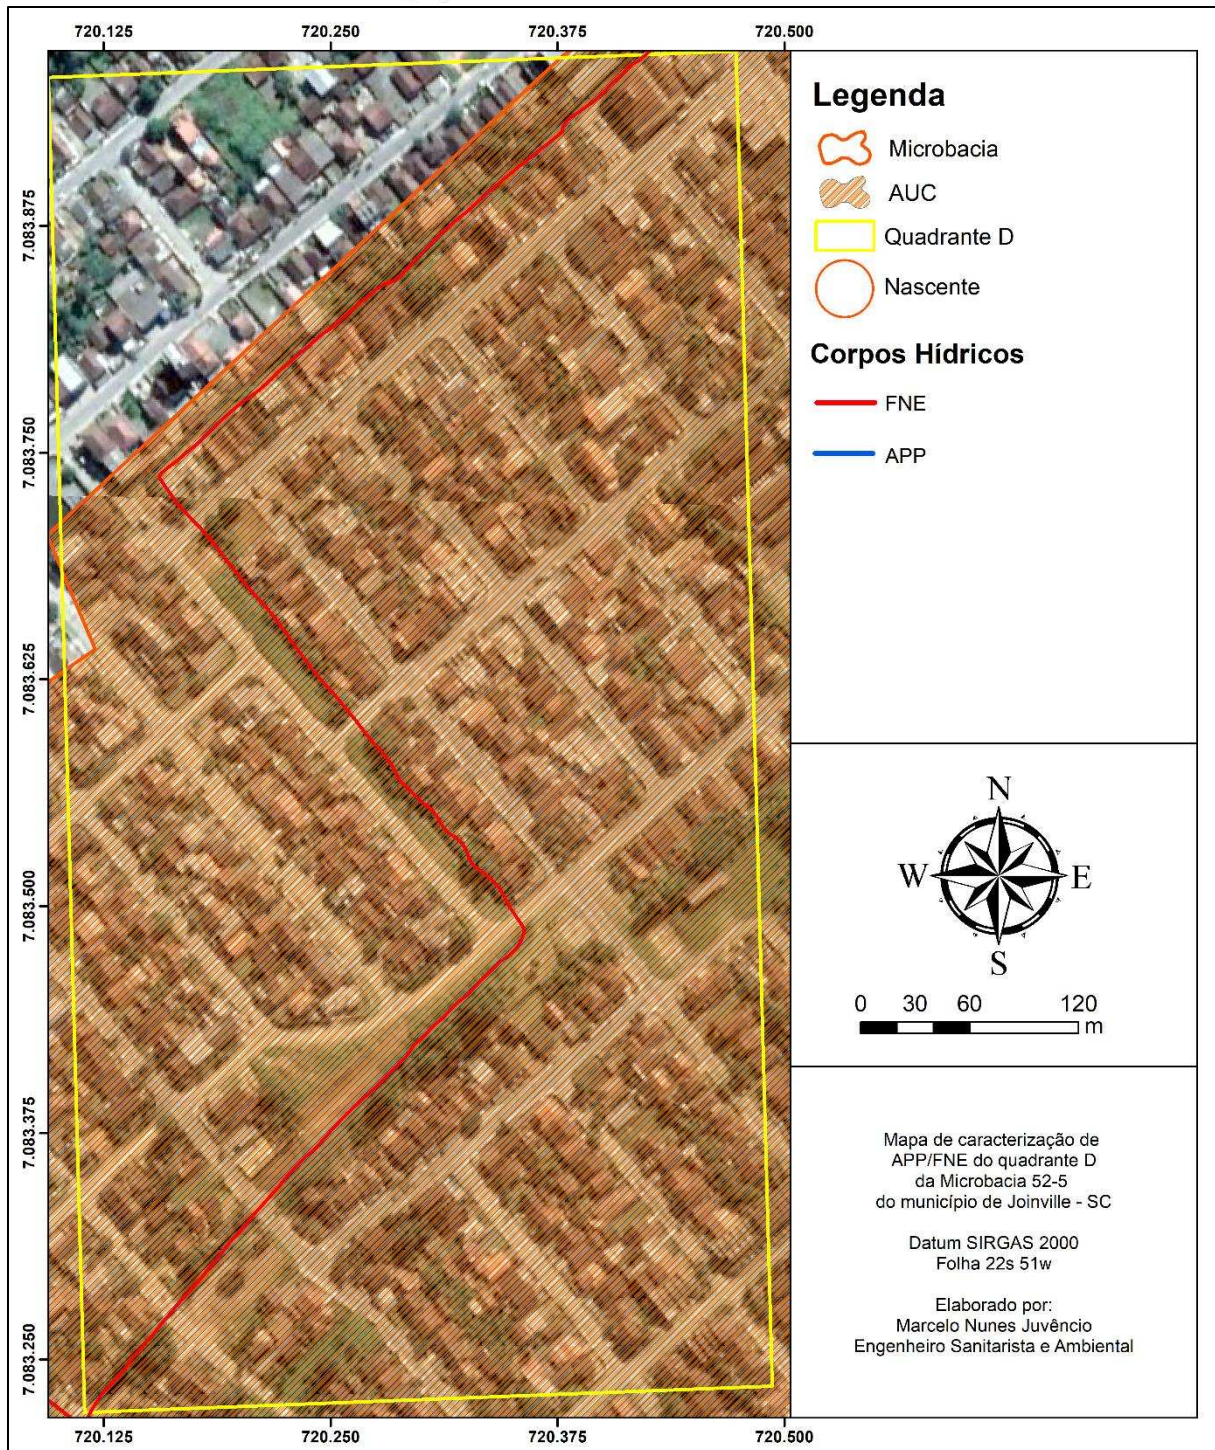 720.125
720.250
720.375
720.500
7.083.875
7.083.750
7.083.625
7.083.500
7.083.375
7.083.250
720.125
720.250
720.375
720.500
Legenda
Microbacia
AUC
Quadrante D
Nascente
Corpos Hídricos
FNE
APP
N
W
E
S
0 30 60 120
m
Mapa de caracterização de
APP/FNE do quadrante D
da Microbacia 52-5
do município de Joinville - SC
Datum SIRGAS 2000
Folha 22s 51w
Elaborado por:
Marcelo Nunes Juvêncio
Engenheiro Sanitarista e Ambiental